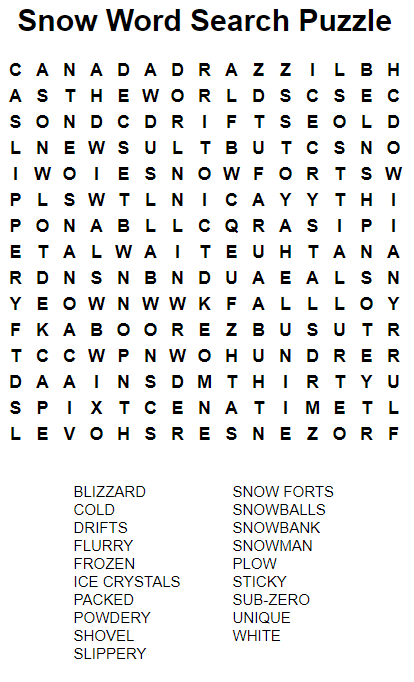 Snow Word Search Puzzle
C A N A D A D R A Z Z I L B H
A S T H E W O R L D S C S E C
S O N D C D R I F T S E O L D
L N E W S U L T B U T C S N O
I W O I E S N O W F O R T S W
P L S W T L N I C A Y Y T H I
P O N A B L L C Q R A S I P I
E T A L W A I T E U H T A N A
R D N S N B N D U A E A L S N
Y E O W N W W K F A L L L O Y
F K A B O O R E Z B U S U T R
T C C W P N W O H U N D R E R
D A A I N S D M T H I R T Y U
S P I X T C E N A T I M E T L
L E V O H S R E S N E Z O R F
BLIZZARD SNOW FORTS
COLD SNOWBALLS
DRIFTS SNOWBANK
FLURRY SNOWMAN
FROZEN PLOW
ICE CRYSTALS STICKY
PACKED SUB-ZERO
POWDERY UNIQUE
SHOVEL WHITE
SLIPPERY